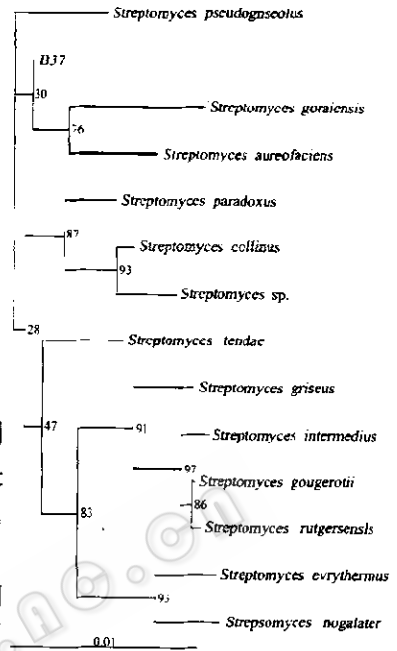 Streptomyces pseudogriseolus
B37
30
Streptomyces goraiensis
76
Streptomyces aureofaciens
Streptomyces paradoxus
87
Streptomyces collinus
93
Streptomyces sp.
28
Streptomyces tendae
Streptomyces griseus
47
91
Streptomyces intermedius
97
Streptomyces gougerotii
86
83
Streptomyces rutgersensis
Streptomyces eurythermus
93
Strepsomyces nogalater
0.01